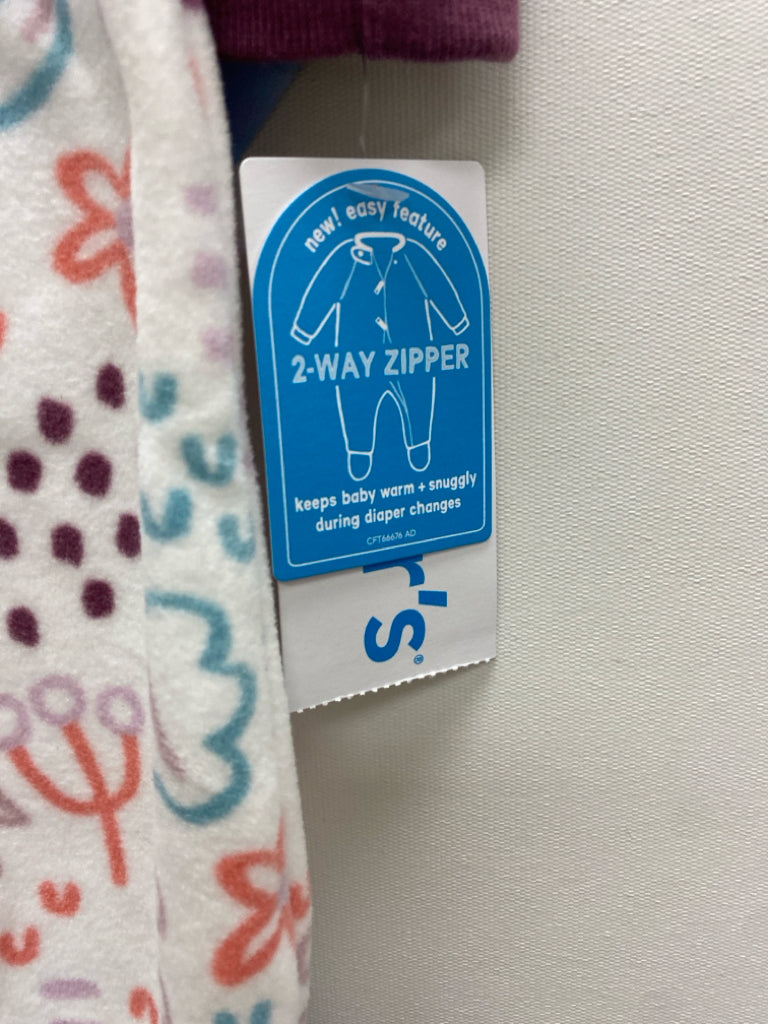 new! easy feature
2-WAY ZIPPER
keeps baby warm + snuggly
during diaper changes
CFT66676 AD
r's®